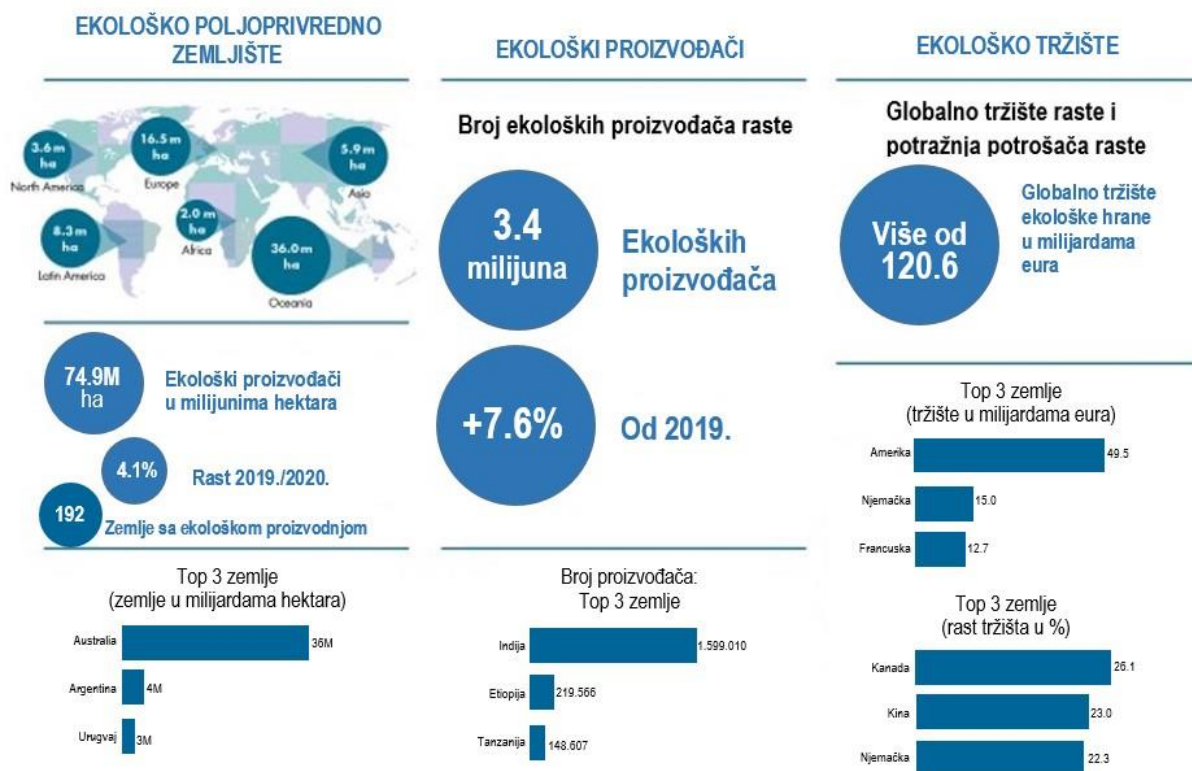 EKOLOŠKO POLJOPRIVREDNO
ZEMLJIŠTE
3.6 m
ha
North America
16.5 m
ha
Europe
5.9 m
ha
Asia
8.3 m
ha
Latin America
2.0 m
ha
Africa
36.0 m
ha
Oceania
74.9M
ha
Ekološki proizvođači
u milijunima hektara
4.1%
Rast 2019./2020.
192
Zemlje sa ekološkom proizvodnjom
Top 3 zemlje
(zemlje u milijardama hektara)
Australia
36M
Argentina
4M
Urugvaj
3M
EKOLOŠKI PROIZVOĐAČI
Broj ekoloških proizvođača raste
3.4
milijuna
Ekoloških
proizvođača
+7.6%
Od 2019.
Broj proizvođača:
Top 3 zemlje
Indija
1.599.010
Etiopija
219.566
Tanzanija
148.607
EKOLOŠKO TRŽIŠTE
Globalno tržište raste i
potražnja potrošača raste
Više od
120.6
Globalno tržište
ekološke hrane
u milijardama
eura
Top 3 zemlje
(tržište u milijardama eura)
Amerika
49.5
Njemačka
15.0
Francuska
12.7
Top 3 zemlje
(rast tržišta u %)
Kanada
26.1
Kina
23.0
Njemačka
22.3